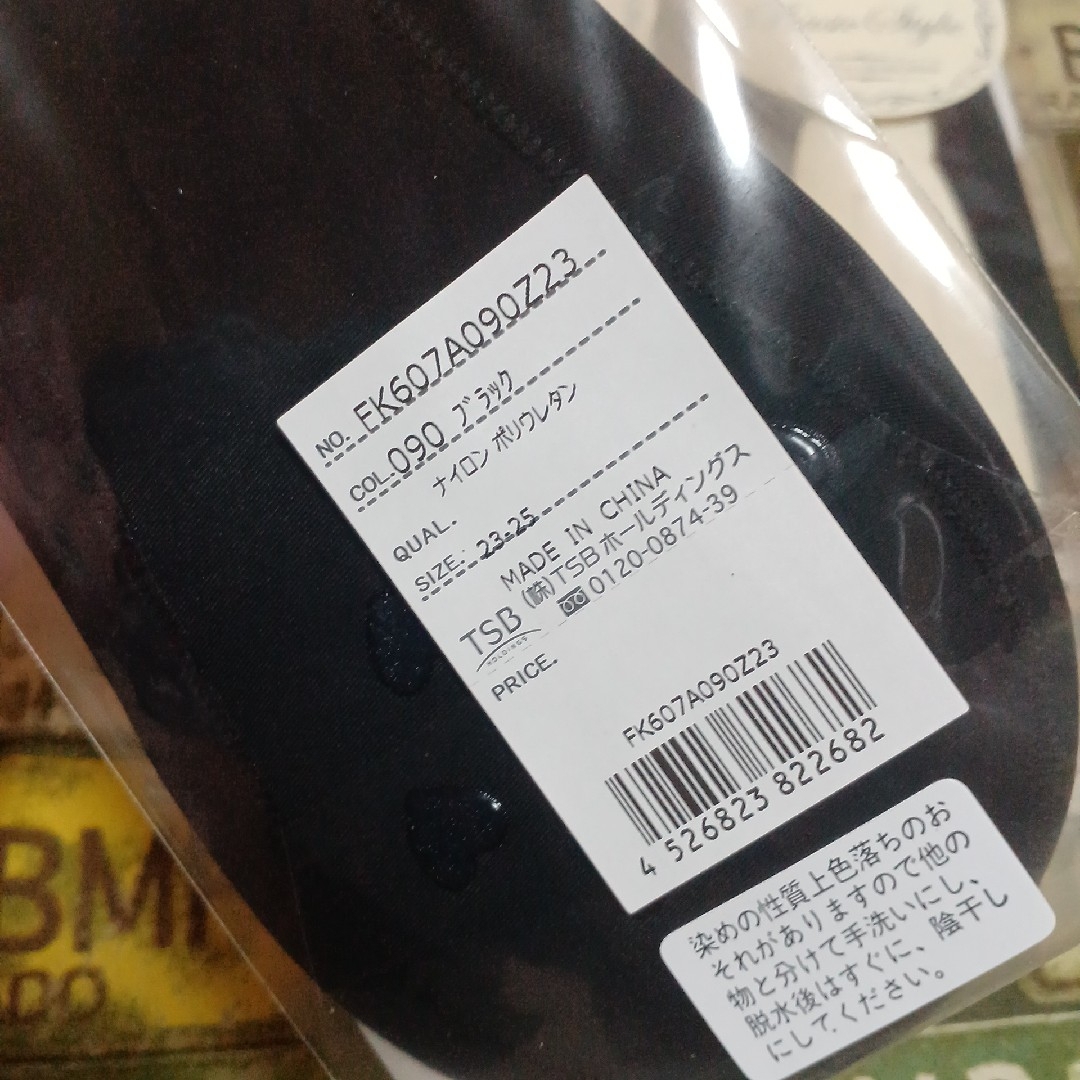 NO. FK607A090Z23
COL. 090 ブラック
ナイロン ポリウレタン
QUAL.
SIZE: 23-25
MADE IN CHINA
(株)TSBホールディングス
0120-0874-39
TSB
HOLDINGS
PRICE.
FK607A090Z23
4 526823 822682
染めの性質上色落ちのお
それがありますので他の
物と分けて手洗いにし、
脱水後はすぐに、陰干し
にしてください。
Style
BM